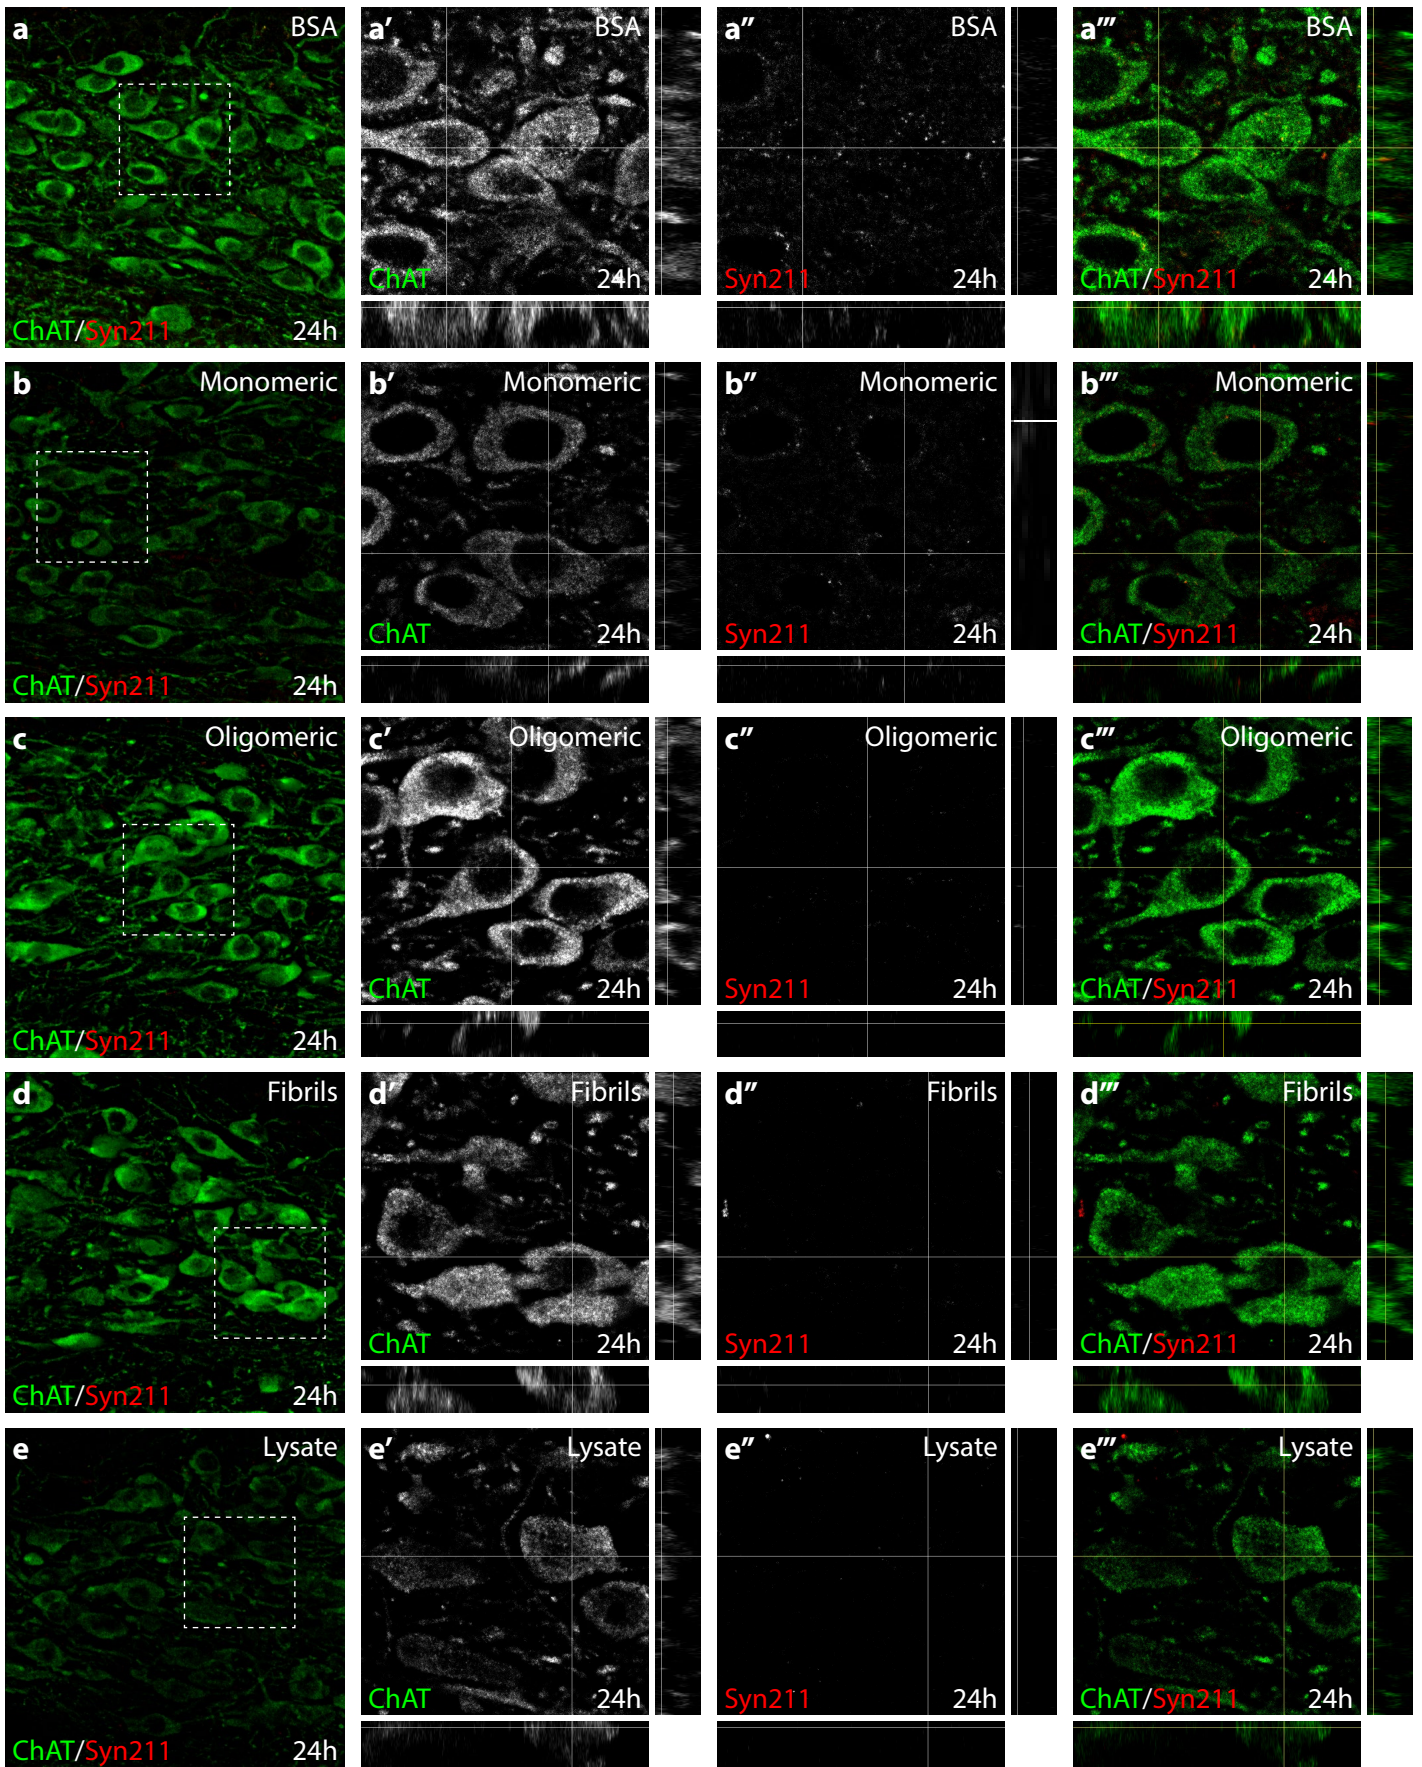 a BSA
ChAT/Syn211 24h
a′ BSA
ChAT 24h
a″ BSA
Syn211 24h
a‴ BSA
ChAT/Syn211 24h
b Monomeric
ChAT/Syn211 24h
b′ Monomeric
ChAT 24h
b″ Monomeric
Syn211 24h
b‴ Monomeric
ChAT/Syn211 24h
c Oligomeric
ChAT/Syn211 24h
c′ Oligomeric
ChAT 24h
c″ Oligomeric
Syn211 24h
c‴ Oligomeric
ChAT/Syn211 24h
d Fibrils
ChAT/Syn211 24h
d′ Fibrils
ChAT 24h
d″ Fibrils
Syn211 24h
d‴ Fibrils
ChAT/Syn211 24h
e Lysate
ChAT/Syn211 24h
e′ Lysate
ChAT 24h
e″ Lysate
Syn211 24h
e‴ Lysate
ChAT/Syn211 24h